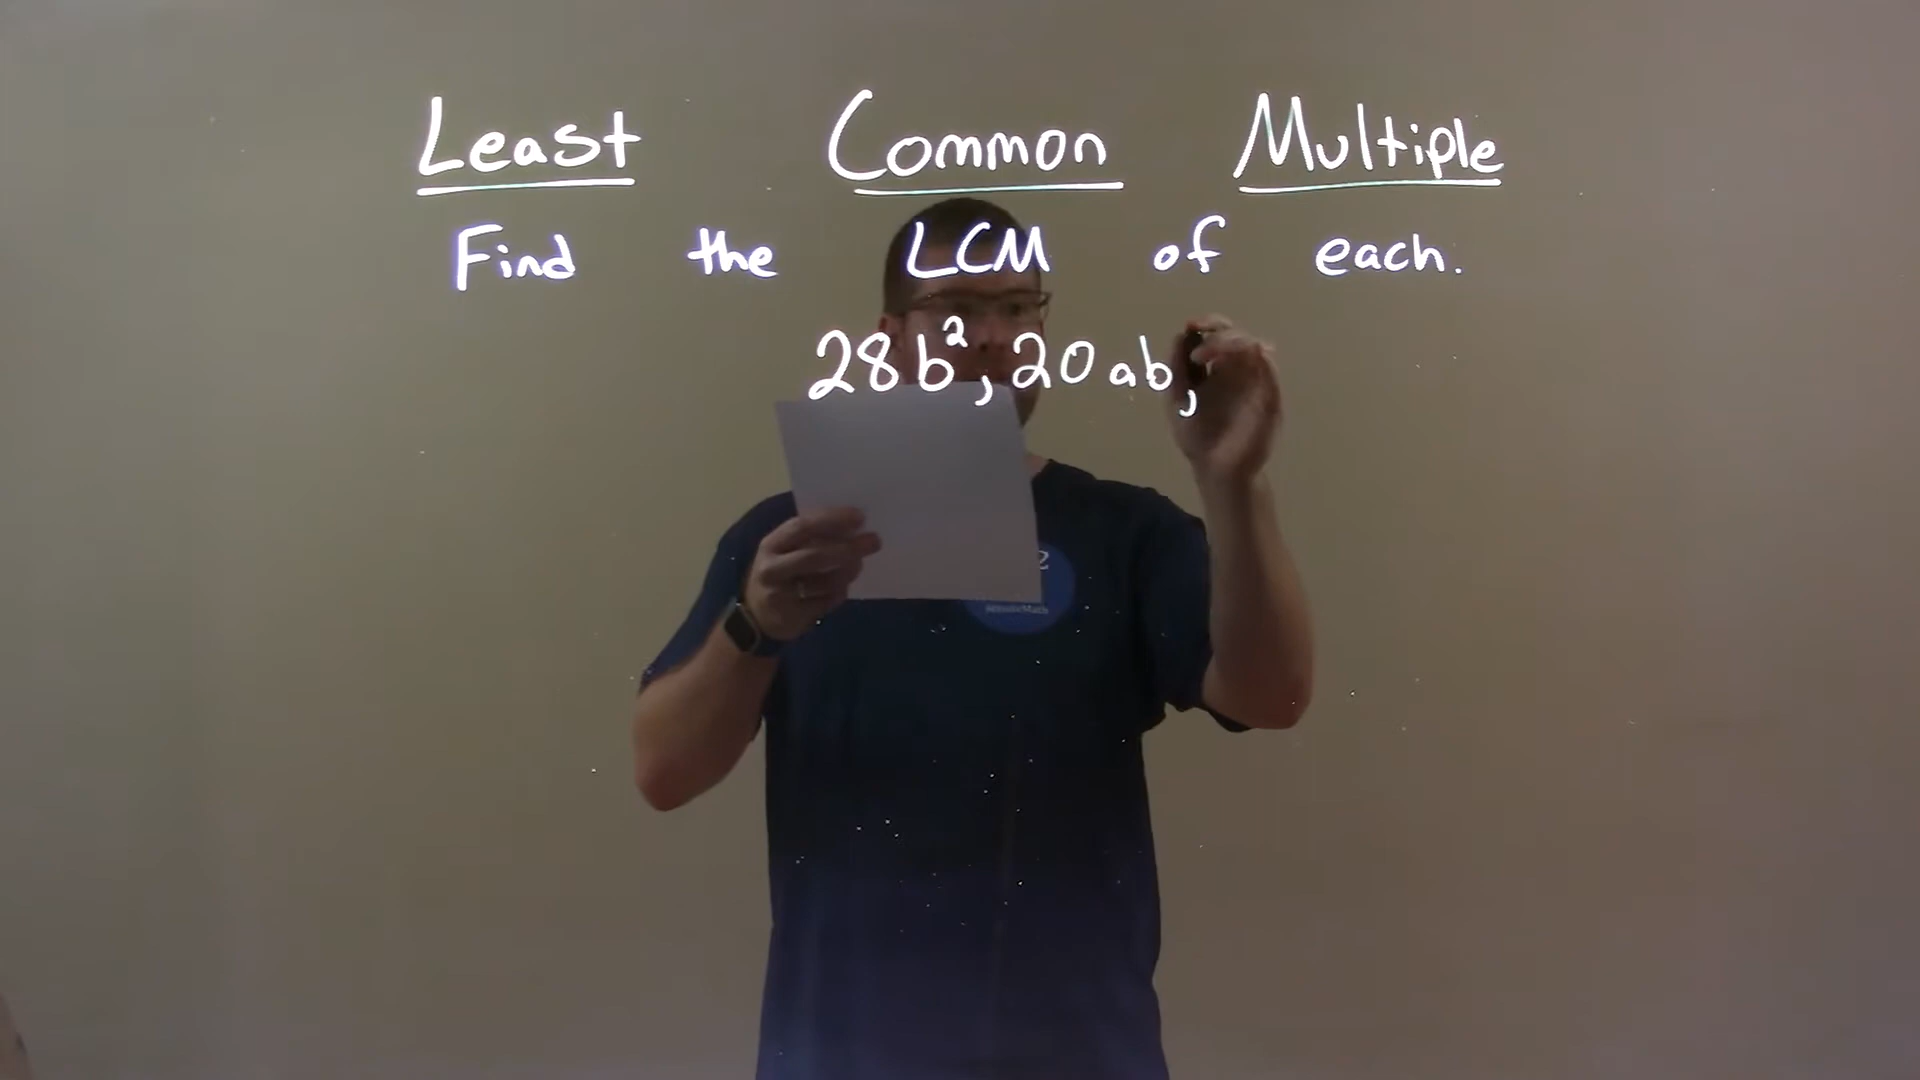 Least Common Multiple
Find the LCM of each.
28b², 20ab,